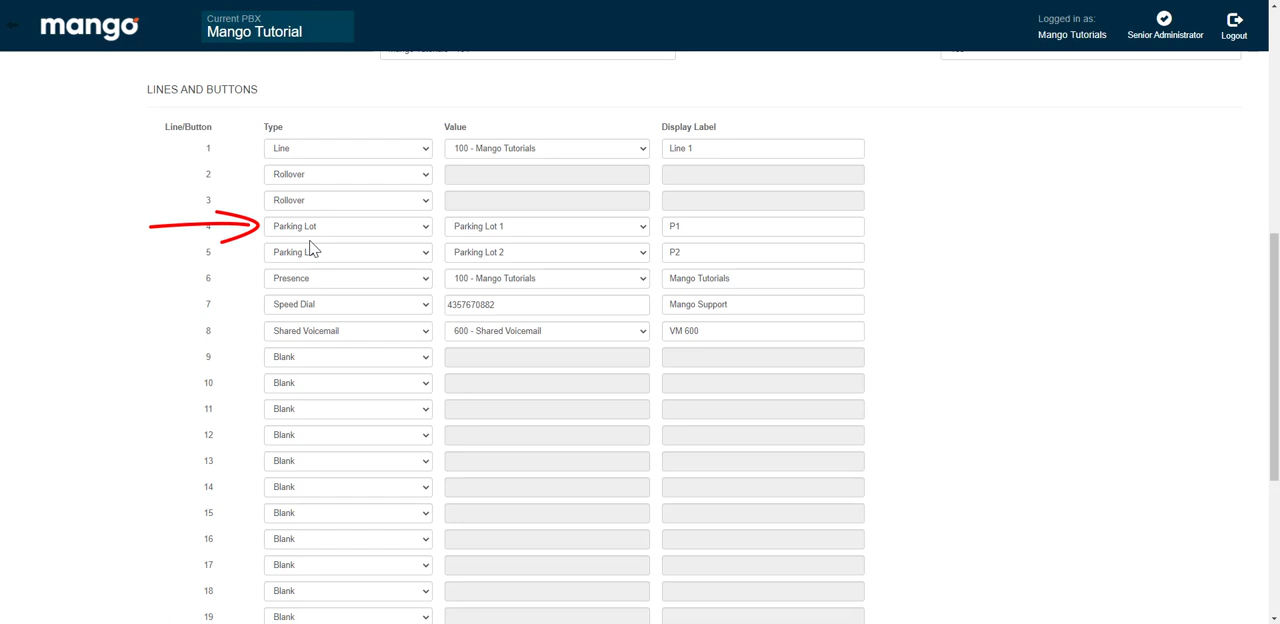 mango
Current PBX
Mango Tutorial
Logged in as:
Mango Tutorials
Senior Administrator
Logout
LINES AND BUTTONS
Line/Button Type Value Display Label
1 Line 100 - Mango Tutorials Line 1
2 Rollover
3 Rollover
4 Parking Lot Parking Lot 1 P1
5 Parking Parking Lot 2 P2
6 Presence 100 - Mango Tutorials Mango Tutorials
7 Speed Dial 4357670882 Mango Support
8 Shared Voicemail 600 - Shared Voicemail VM 600
9 Blank
10 Blank
11 Blank
12 Blank
13 Blank
14 Blank
15 Blank
16 Blank
17 Blank
18 Blank
19 Blank